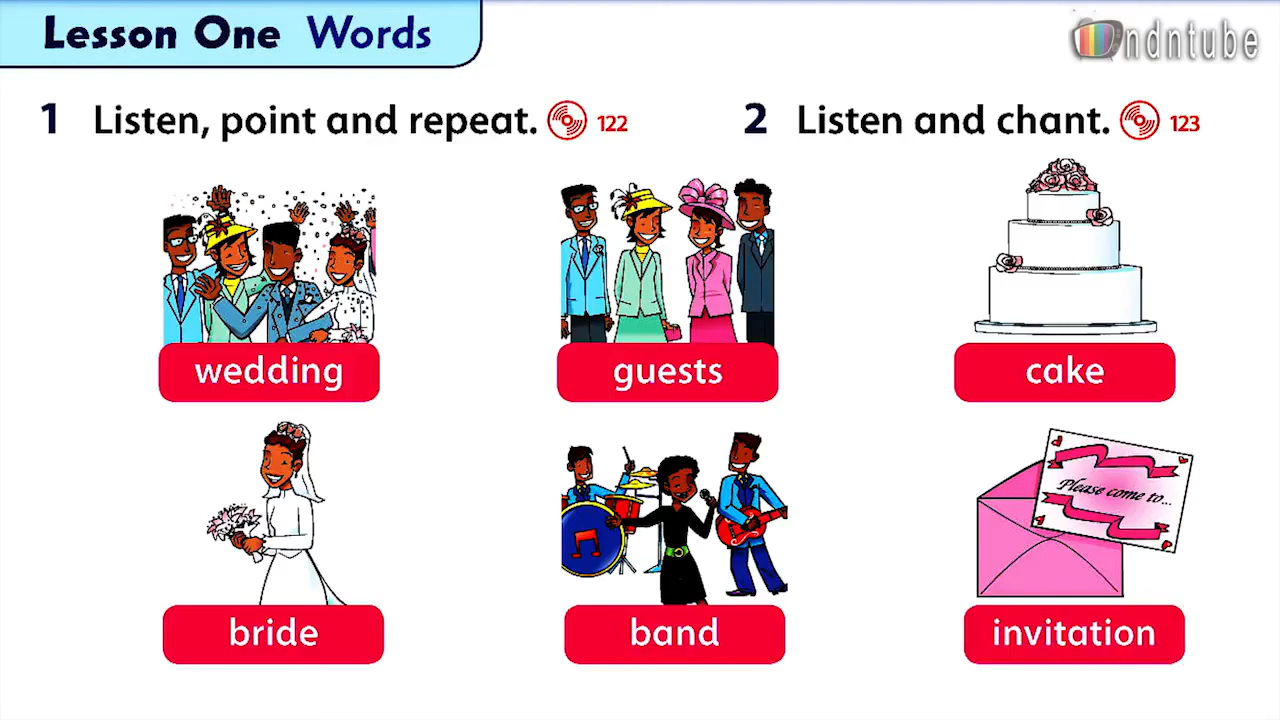 Lesson One Words
ndntube
1 Listen, point and repeat. 122
2 Listen and chant. 123
wedding
guests
cake
Please come to...
bride
band
invitation